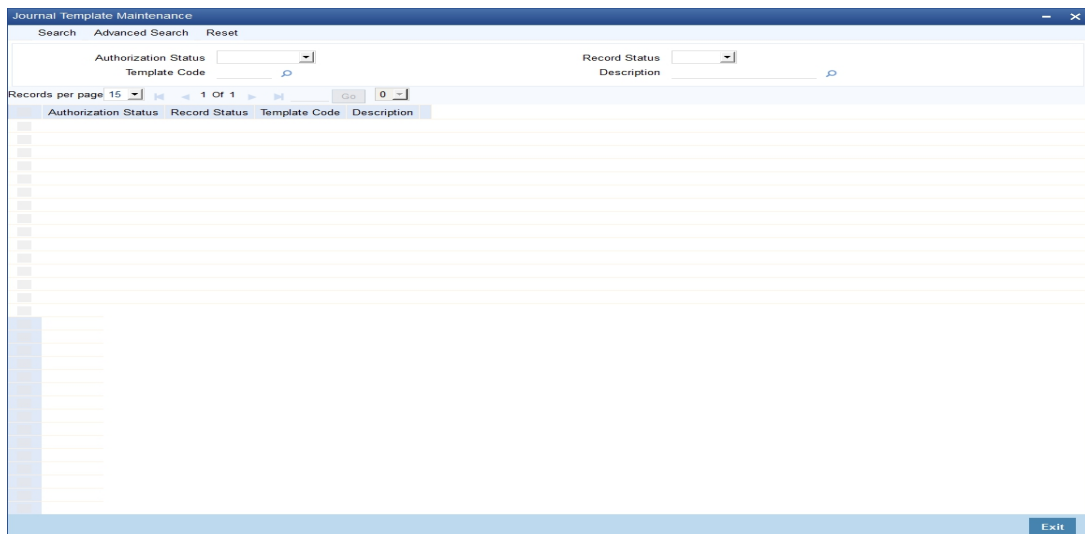 Journal Template Maintenance
Search Advanced Search Reset
Authorization Status Record Status
Template Code Description
Records per page 15 1 Of 1 Go 0
Authorization Status Record Status Template Code Description
Exit